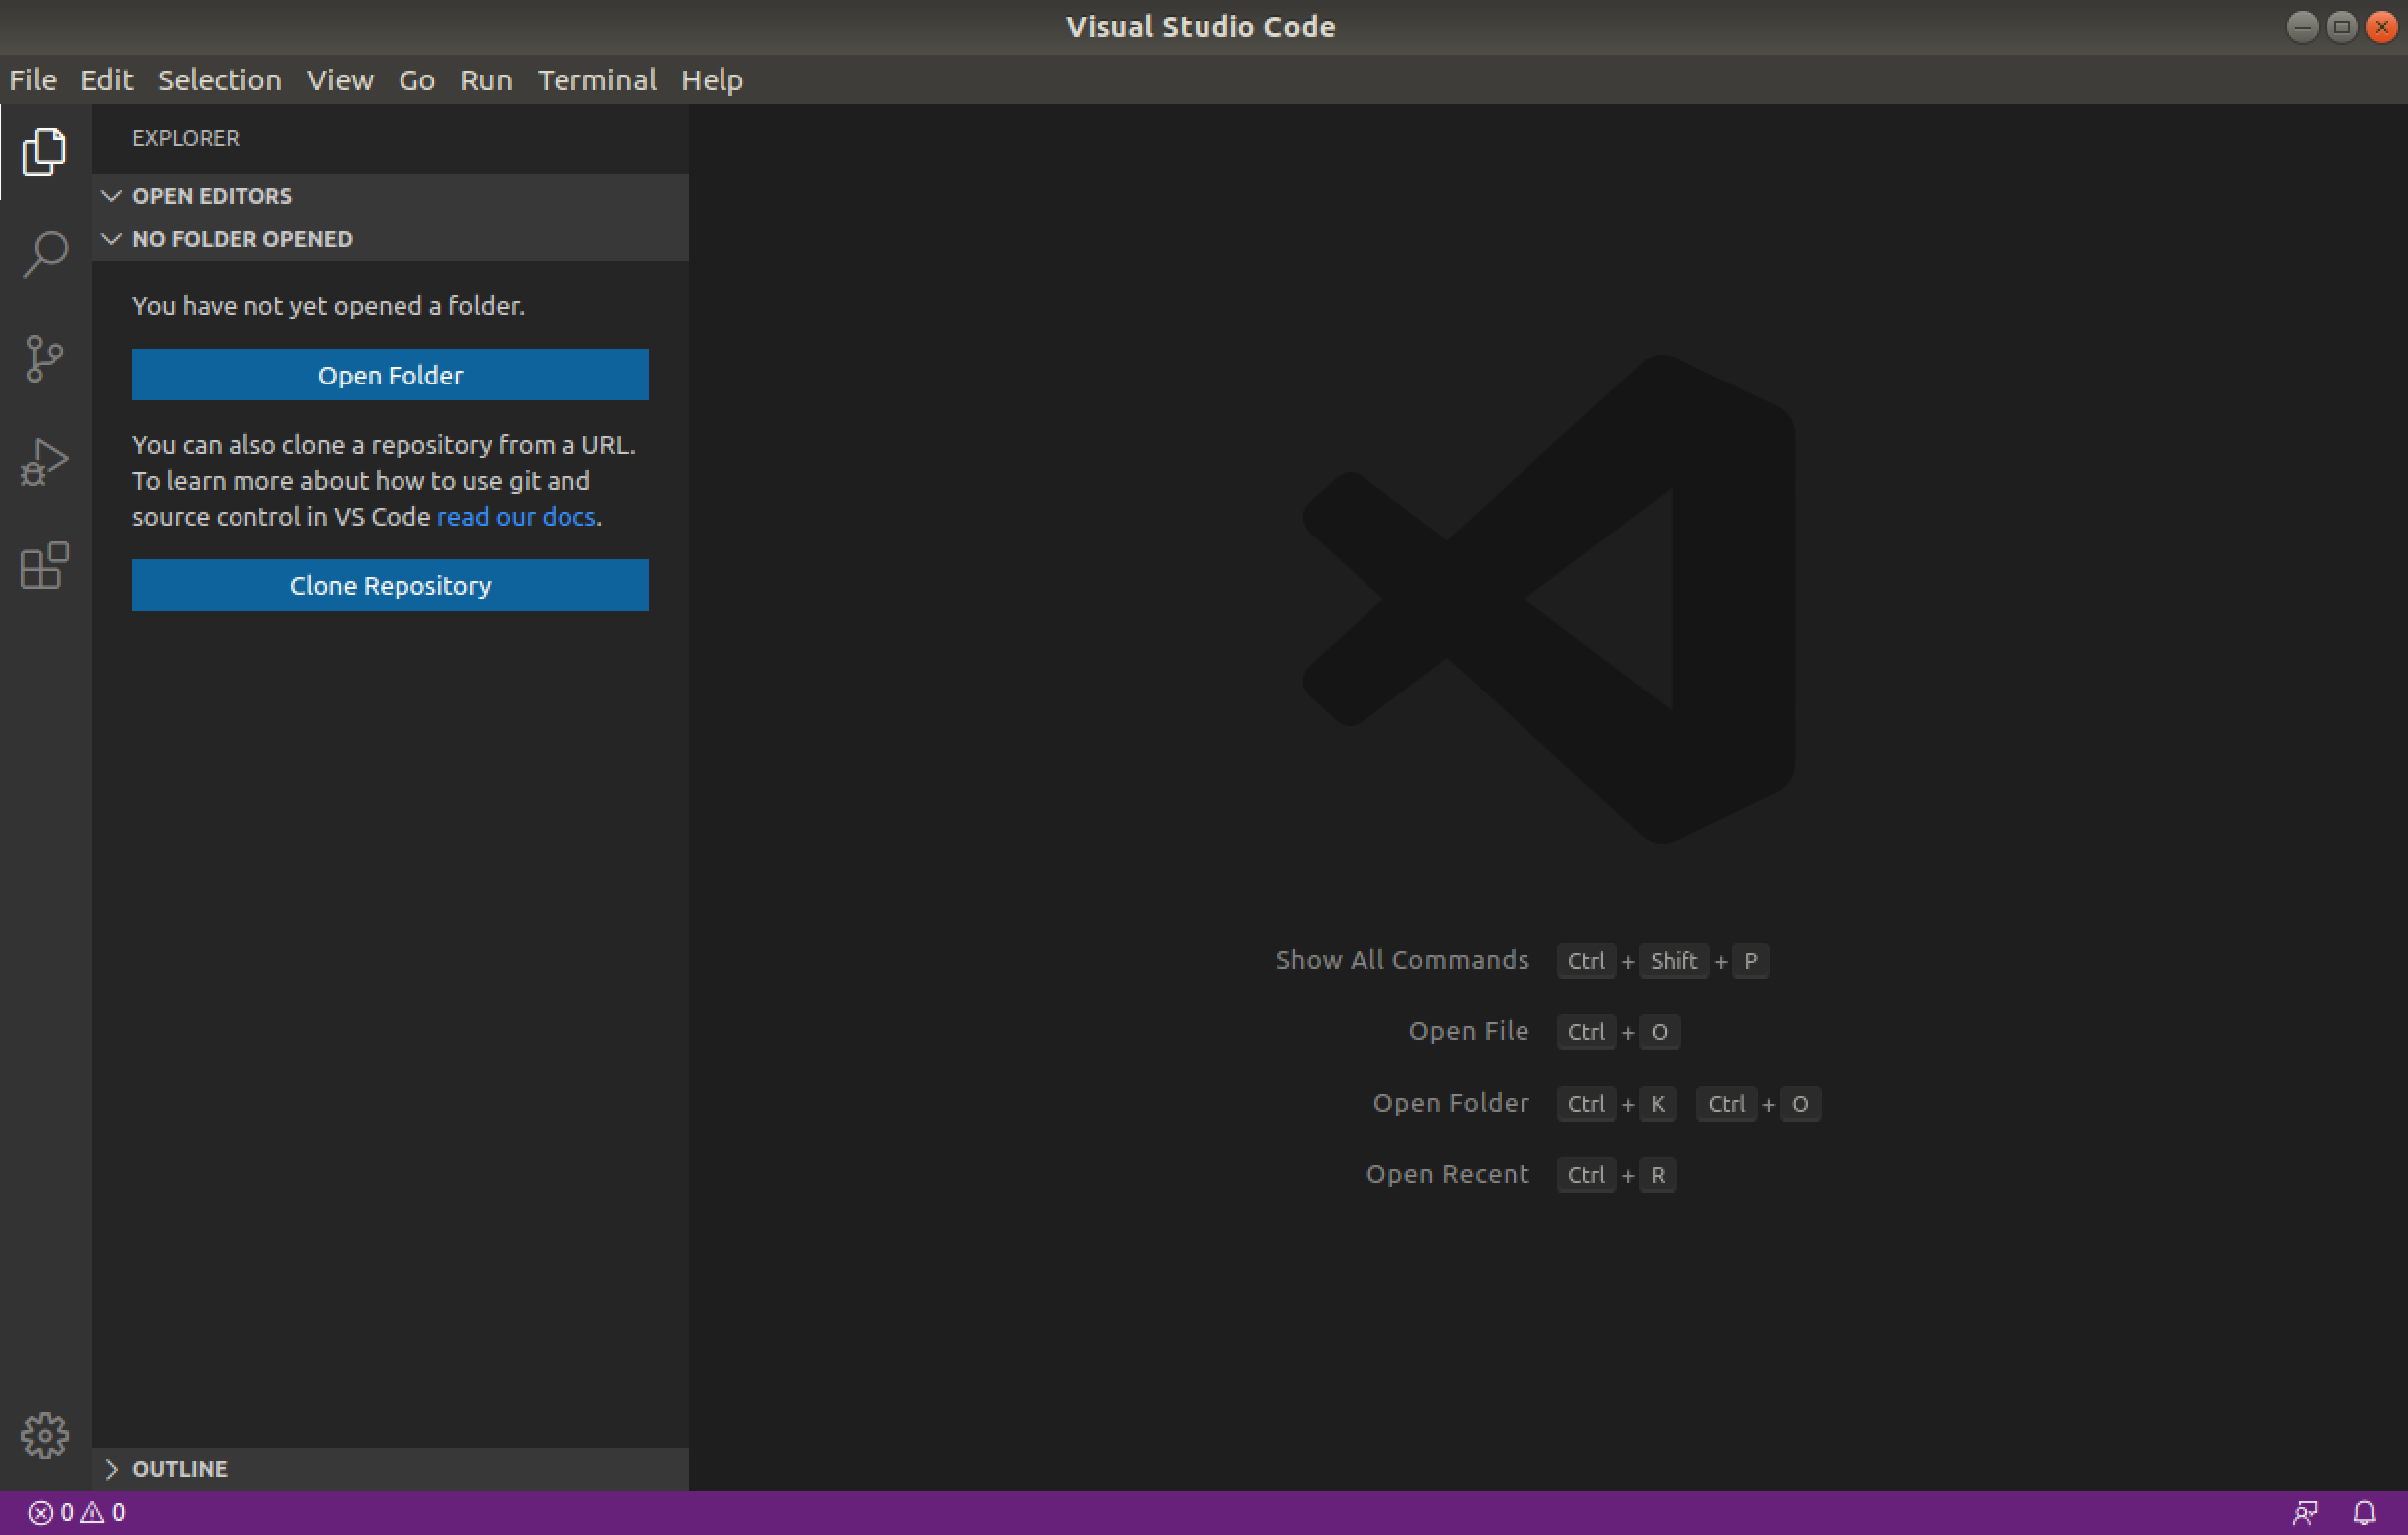 Visual Studio Code
File Edit Selection View Go Run Terminal Help
EXPLORER
OPEN EDITORS
NO FOLDER OPENED
You have not yet opened a folder.
Open Folder
You can also clone a repository from a URL.
To learn more about how to use git and
source control in VS Code read our docs.
Clone Repository
Show All Commands Ctrl + Shift + P
Open File Ctrl + O
Open Folder Ctrl + K Ctrl + O
Open Recent Ctrl + R
OUTLINE
0 0